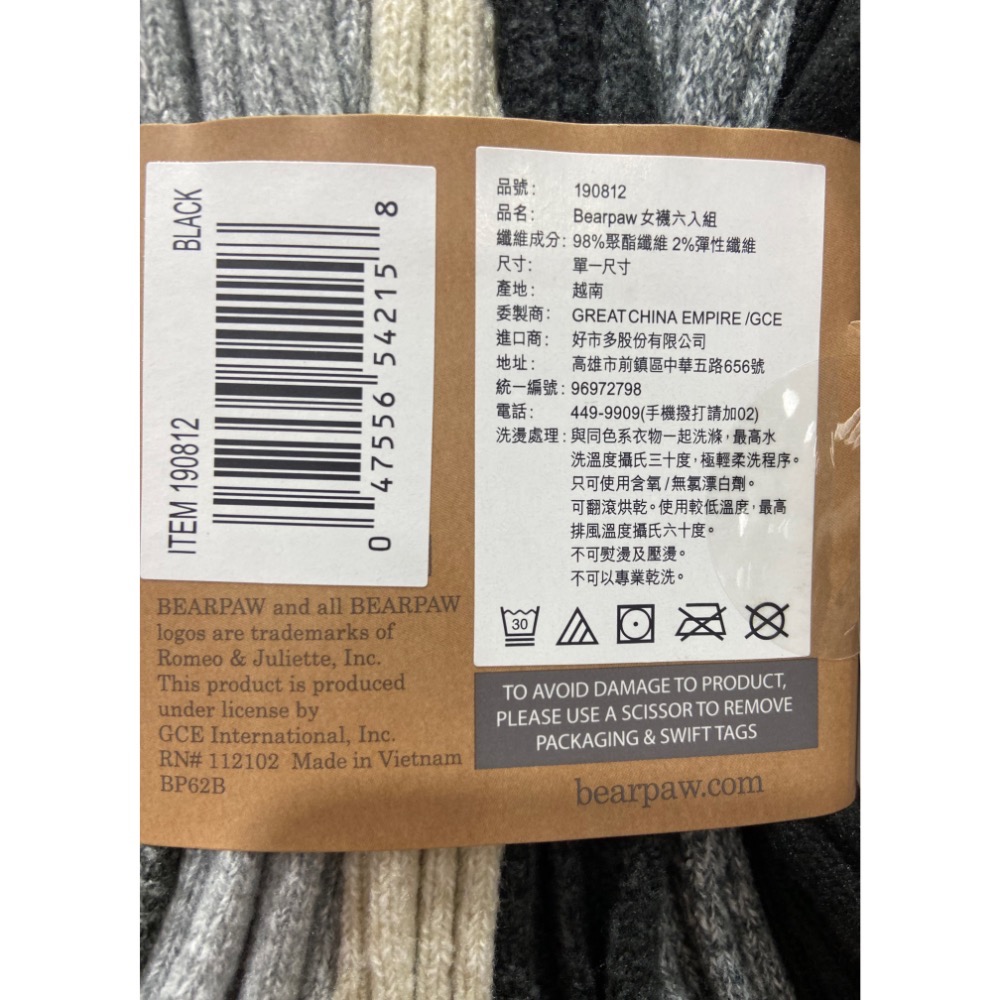 BLACK
ITEM 190812
0 47556 54215 8
品號： 190812
品名： Bearpaw 女襪六入組
纖維成分：98%聚酯纖維 2%彈性纖維
尺寸： 單一尺寸
產地： 越南
委製商： GREAT CHINA EMPIRE /GCE
進口商： 好市多股份有限公司
地址： 高雄市前鎮區中華五路656號
統一編號：96972798
電話： 449-9909(手機撥打請加02)
洗燙處理：與同色系衣物一起洗滌，最高水
洗溫度攝氏三十度，極輕柔洗程序。
只可使用含氧/無氯漂白劑。
可翻滾烘乾。使用較低溫度，最高
排風溫度攝氏六十度。
不可熨燙及壓燙。
不可以專業乾洗。
30
BEARPAW and all BEARPAW
logos are trademarks of
Romeo & Juliette, Inc.
This product is produced
under license by
GCE International, Inc.
RN# 112102 Made in Vietnam
BP62B
TO AVOID DAMAGE TO PRODUCT,
PLEASE USE A SCISSOR TO REMOVE
PACKAGING & SWIFT TAGS
bearpaw.com